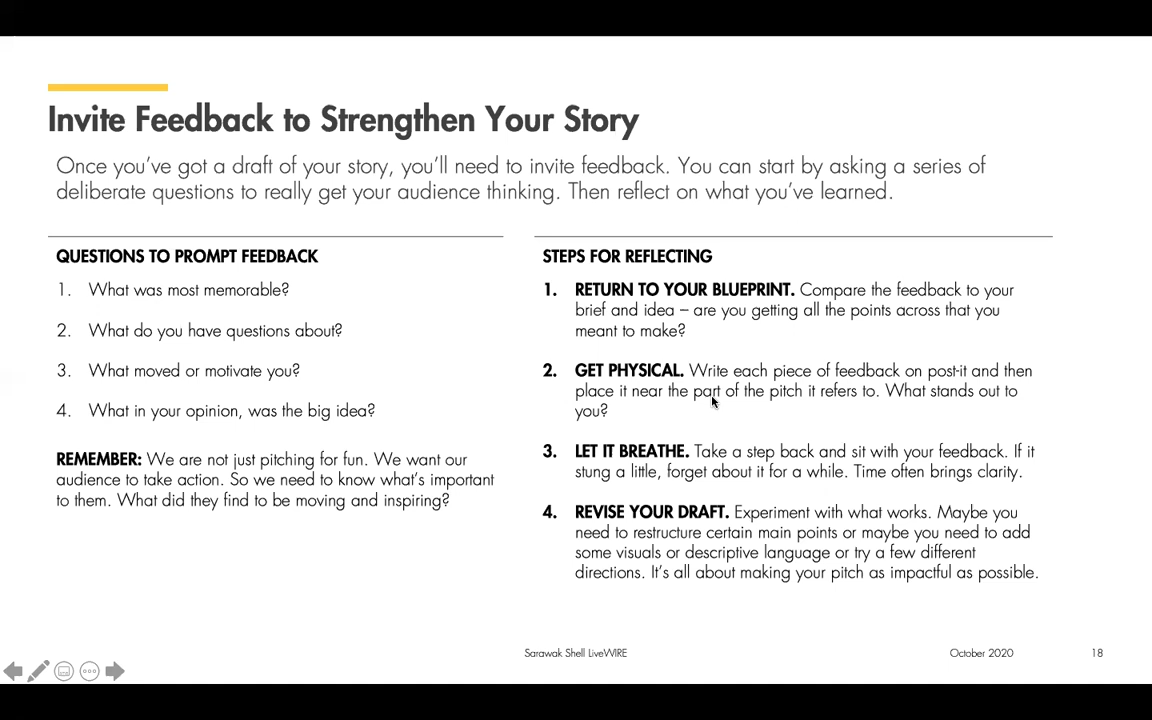 Invite Feedback to Strengthen Your Story
Once you've got a draft of your story, you'll need to invite feedback. You can start by asking a series of
deliberate questions to really get your audience thinking. Then reflect on what you've learned.
QUESTIONS TO PROMPT FEEDBACK
1. What was most memorable?
2. What do you have questions about?
3. What moved or motivate you?
4. What in your opinion, was the big idea?
REMEMBER: We are not just pitching for fun. We want our
audience to take action. So we need to know what's important
to them. What did they find to be moving and inspiring?
STEPS FOR REFLECTING
1. RETURN TO YOUR BLUEPRINT. Compare the feedback to your
brief and idea – are you getting all the points across that you
meant to make?
2. GET PHYSICAL. Write each piece of feedback on post-it and then
place it near the part of the pitch it refers to. What stands out to
you?
3. LET IT BREATHE. Take a step back and sit with your feedback. If it
stung a little, forget about it for a while. Time often brings clarity.
4. REVISE YOUR DRAFT. Experiment with what works. Maybe you
need to restructure certain main points or maybe you need to add
some visuals or descriptive language or try a few different
directions. It's all about making your pitch as impactful as possible.
Sarawak Shell LiveWIRE
October 2020
18